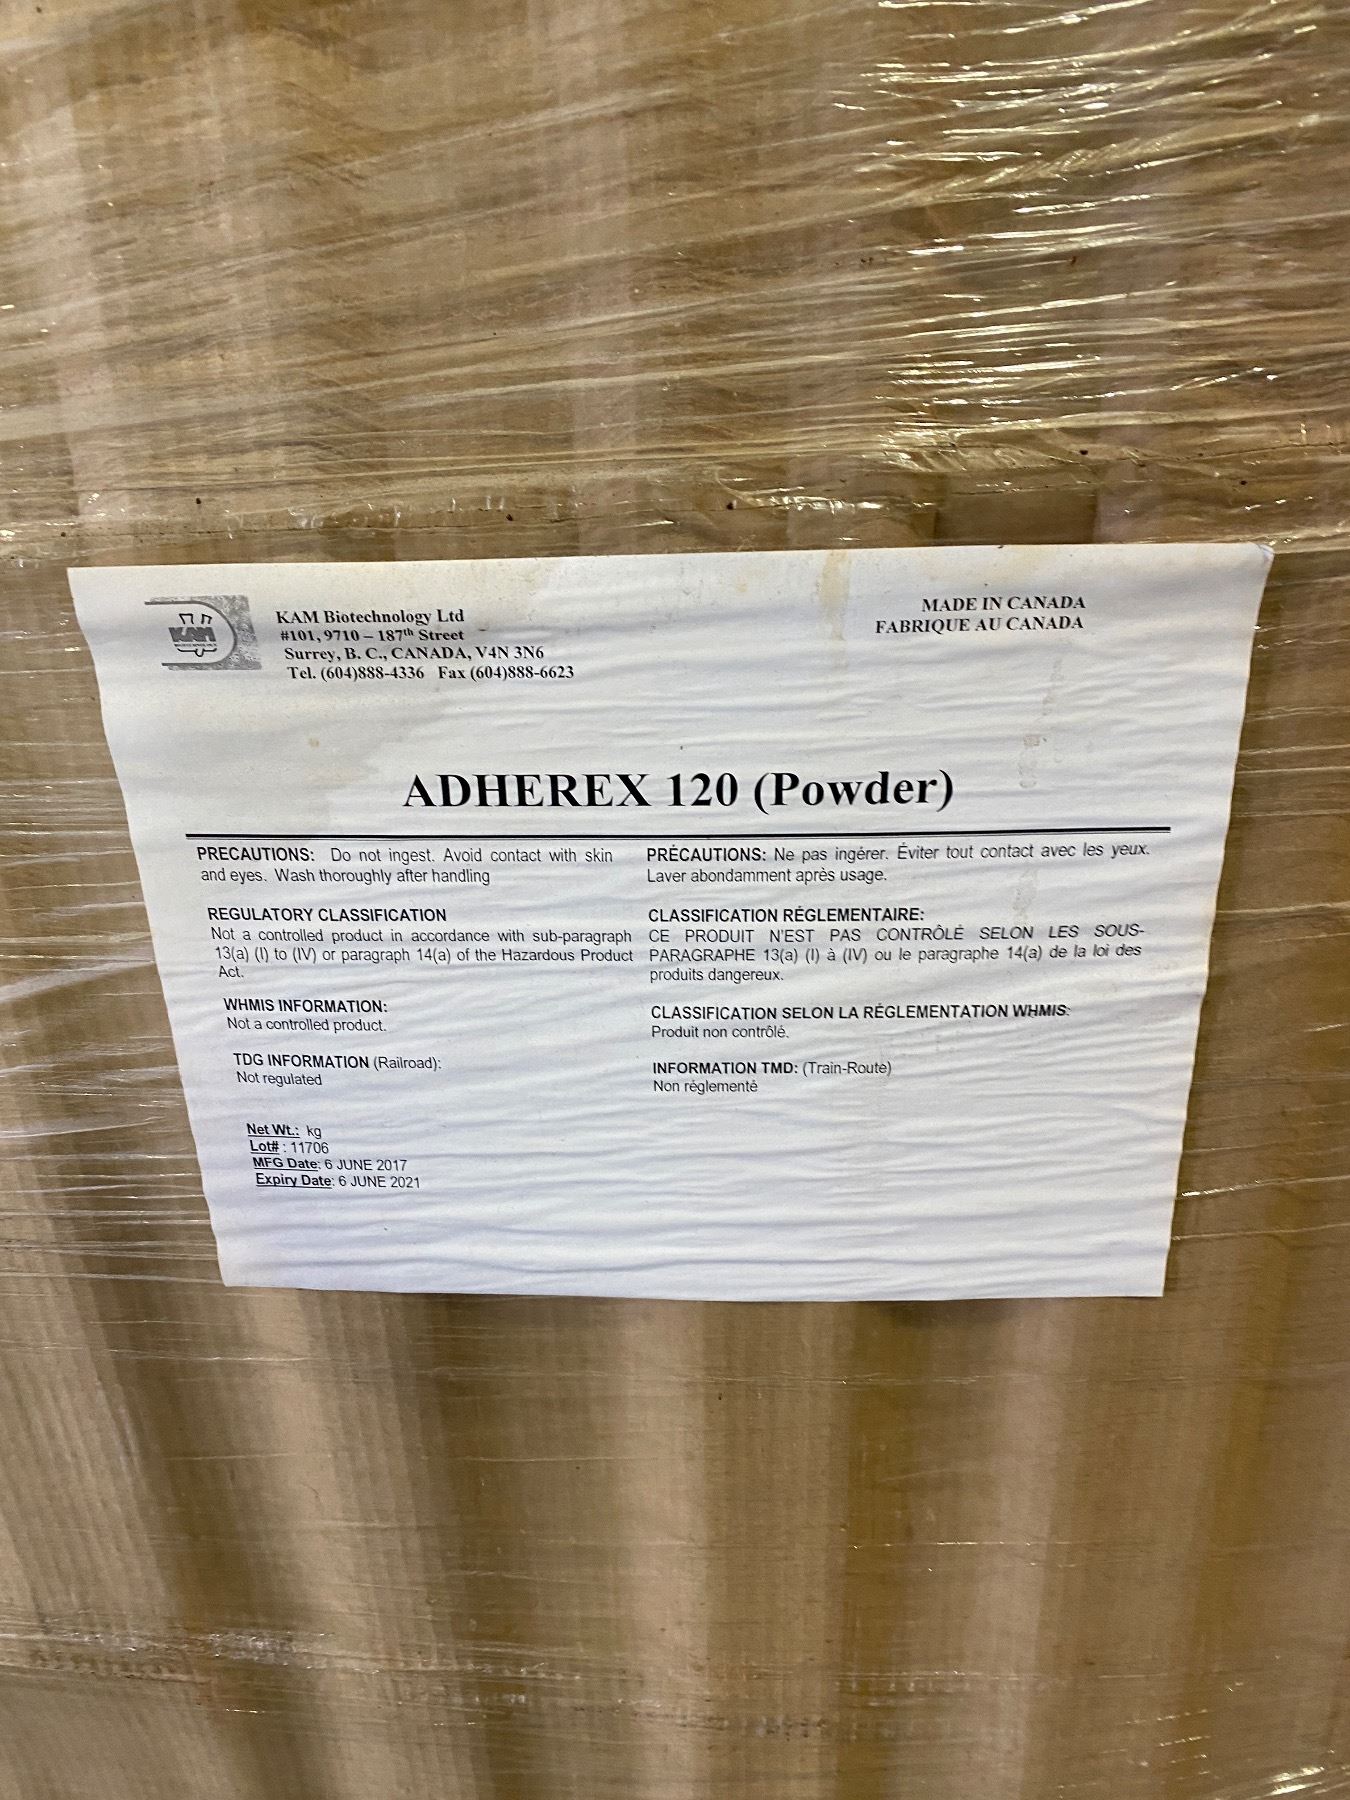 KAM
KAM Biotechnology Ltd
#101, 9710 – 187th Street
Surrey, B. C., CANADA, V4N 3N6
Tel. (604)888-4336 Fax (604)888-6623
MADE IN CANADA
FABRIQUE AU CANADA
ADHEREX 120 (Powder)
PRECAUTIONS: Do not ingest. Avoid contact with skin
and eyes. Wash thoroughly after handling
REGULATORY CLASSIFICATION
Not a controlled product in accordance with sub-paragraph
13(a) (I) to (IV) or paragraph 14(a) of the Hazardous Product
Act.
WHMIS INFORMATION:
Not a controlled product.
TDG INFORMATION (Railroad):
Not regulated
PRÉCAUTIONS: Ne pas ingérer. Éviter tout contact avec les yeux.
Laver abondamment après usage.
CLASSIFICATION RÉGLEMENTAIRE:
CE PRODUIT N'EST PAS CONTRÔLÉ SELON LES SOUS-
PARAGRAPHE 13(a) (I) à (IV) ou le paragraphe 14(a) de la loi des
produits dangereux.
CLASSIFICATION SELON LA RÉGLEMENTATION WHMIS:
Produit non contrôlé.
INFORMATION TMD: (Train-Route)
Non réglementé
Net Wt.: kg
Lot# : 11706
MFG Date: 6 JUNE 2017
Expiry Date: 6 JUNE 2021